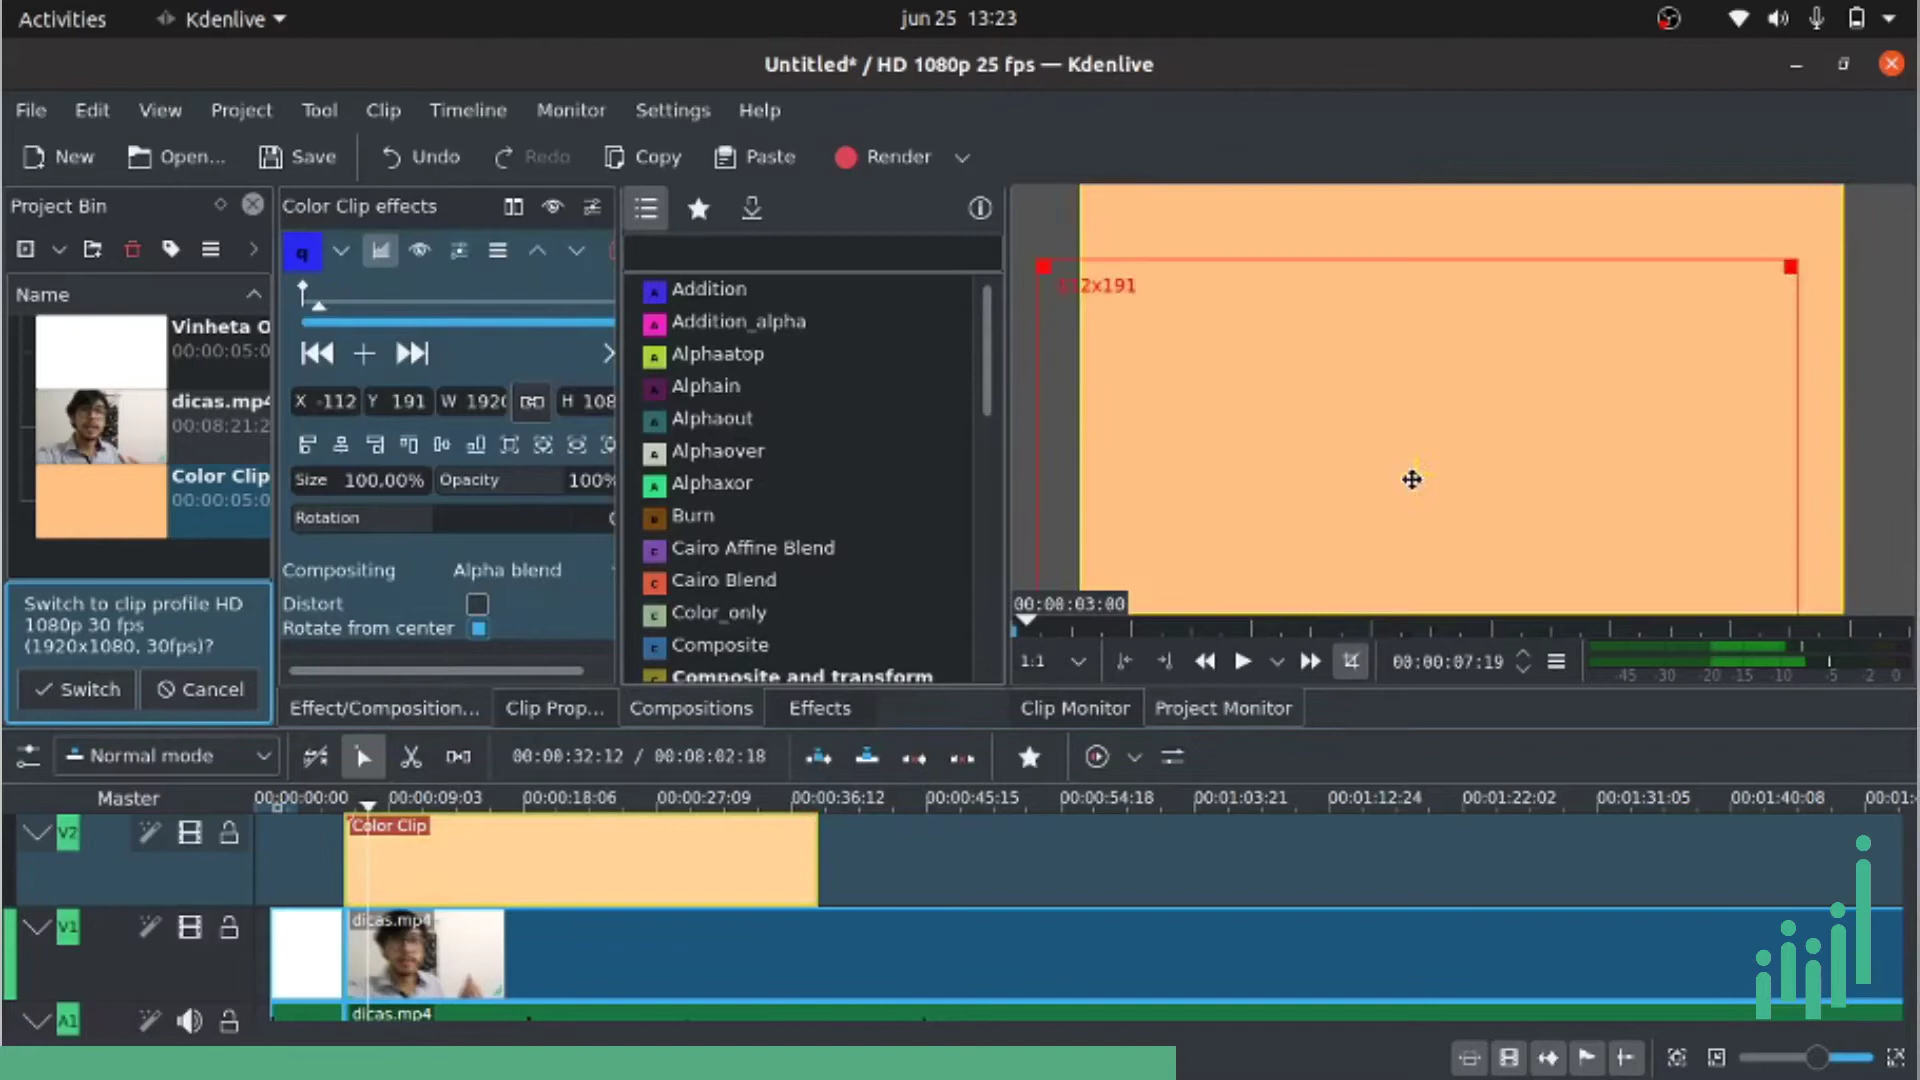 Activities Kdenlive jun 25 13:23
Untitled* / HD 1080p 25 fps — Kdenlive
File Edit View Project Tool Clip Timeline Monitor Settings Help
New Open... Save Undo Redo Copy Paste Render
Project Bin
Name
Vinheta O
00:00:05:0
dicas.mp4
00:08:21:2
Color Clip
00:00:05:0
Switch to clip profile HD
1080p 30 fps
(1920x1080, 30fps)?
Switch Cancel
Color Clip effects
q
X -112 Y 191 W 192 H 108
Size 100,00% Opacity 100%
Rotation
Compositing Alpha blend
Distort
Rotate from center
Effect/Composition... Clip Prop...
Addition
Addition_alpha
Alphaatop
Alphain
Alphaout
Alphaover
Alphaxor
Burn
Cairo Affine Blend
Cairo Blend
Color_only
Composite
Composite and transform
Compositions Effects
00:00:03:00
1:1 00:00:07:19
-45 -30 -20 -15 -10 -5 -2 0
Clip Monitor Project Monitor
Normal mode 00:00:32:12 / 00:08:02:18
Master 00:00:00:00 00:00:09:03 00:00:18:06 00:00:27:09 00:00:36:12 00:00:45:15 00:00:54:18 00:01:03:21 00:01:12:24 00:01:22:02 00:01:31:05 00:01:40:08 00:01:
V2 Color Clip
V1 dicas.mp4
A1 dicas.mp4